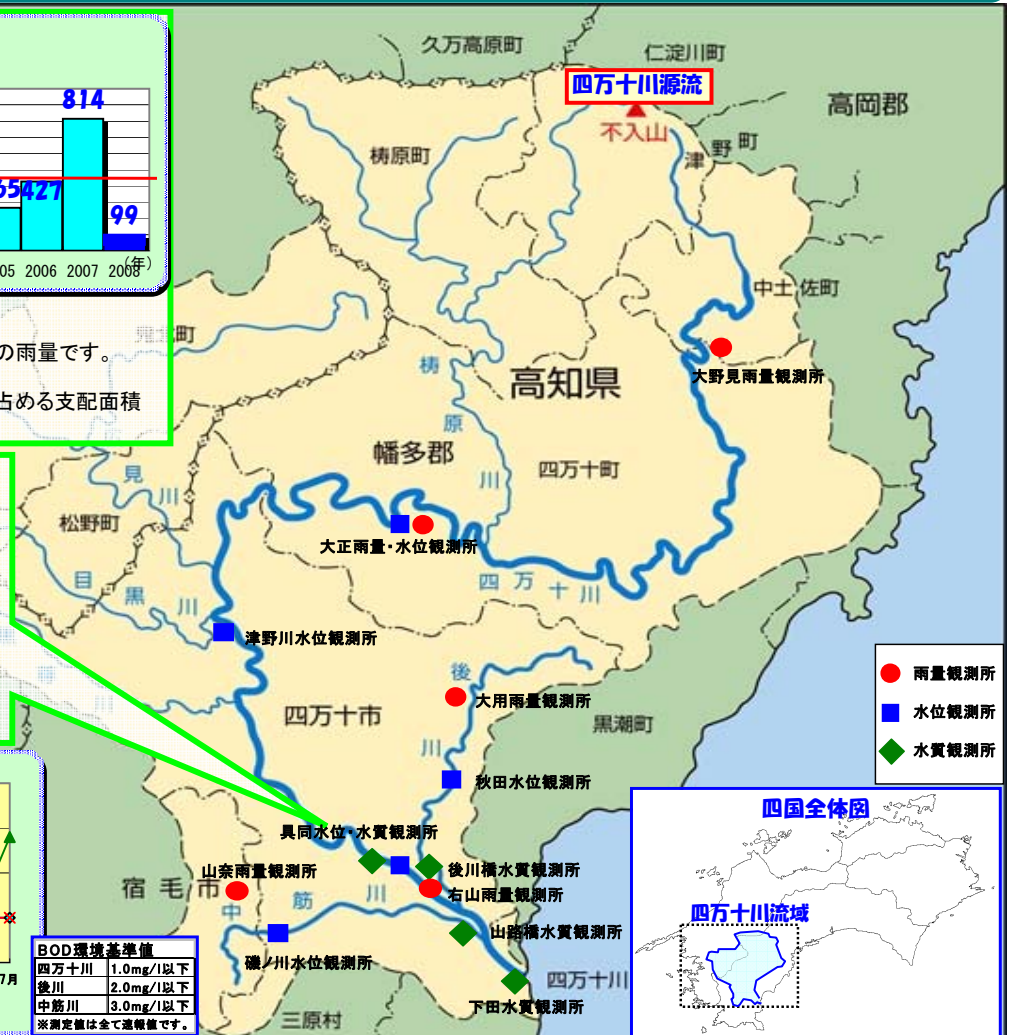 814
65
427
99
05 2006 2007 2008
(年)
の雨量です。
占める支配面積
久万高原町
仁淀川町
四万十川源流
不入山
高岡郡
梼原町
津野町
中土佐町
大野見雨量観測所
高知県
梼原川
幡多郡
四万十町
松野町
見川
大正雨量・水位観測所
四万十川
目黒川
津野川水位観測所
後川
大用雨量観測所
四万十市
黒潮町
秋田水位観測所
具同水位・水質観測所
山奈雨量観測所
後川橋水質観測所
宿毛市
右山雨量観測所
中筋川
山路橋水質観測所
磯ノ川水位観測所
四万十川
下田水質観測所
三原村
雨量観測所
水位観測所
水質観測所
四国全体図
四万十川流域
7月
BOD環境基準値
四万十川 1.0mg/l以下
後川 2.0mg/l以下
中筋川 3.0mg/l以下
※測定値は全て速報値です。